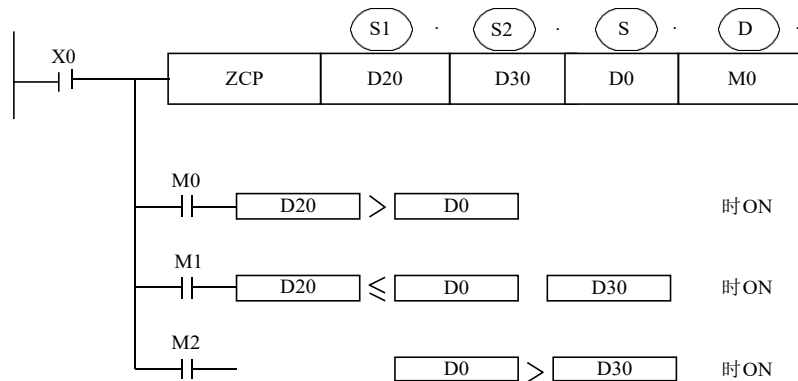 S1 · S2 · S · D ·
X0
ZCP D20 D30 D0 M0
M0
D20 > D0 时ON
M1
D20 ≤ D0 D30 时ON
M2
D0 > D30 时ON